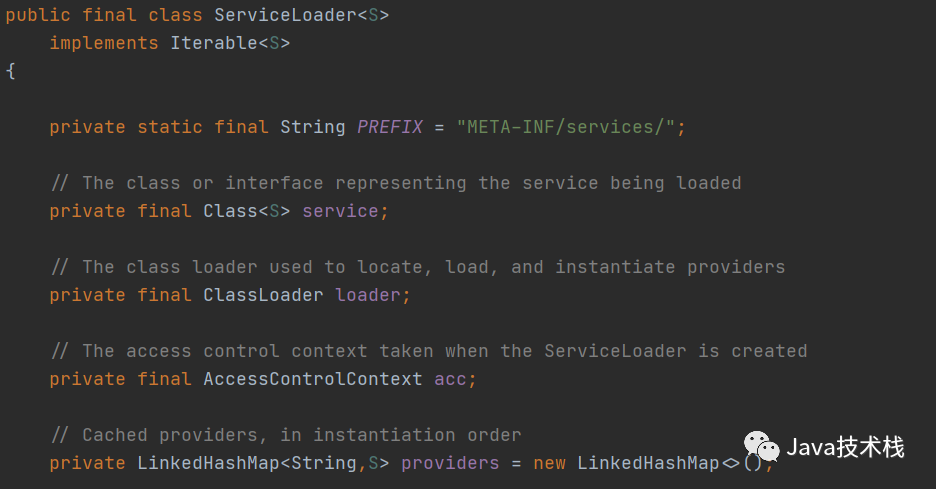 public final class ServiceLoader<S>
    implements Iterable<S>
{
    private static final String PREFIX = "META-INF/services/";
    // The class or interface representing the service being loaded
    private final Class<S> service;
    // The class loader used to locate, load, and instantiate providers
    private final ClassLoader loader;
    // The access control context taken when the ServiceLoader is created
    private final AccessControlContext acc;
    // Cached providers, in instantiation order
    private LinkedHashMap<String,S> providers = new LinkedHashMap<>();
Java技术栈